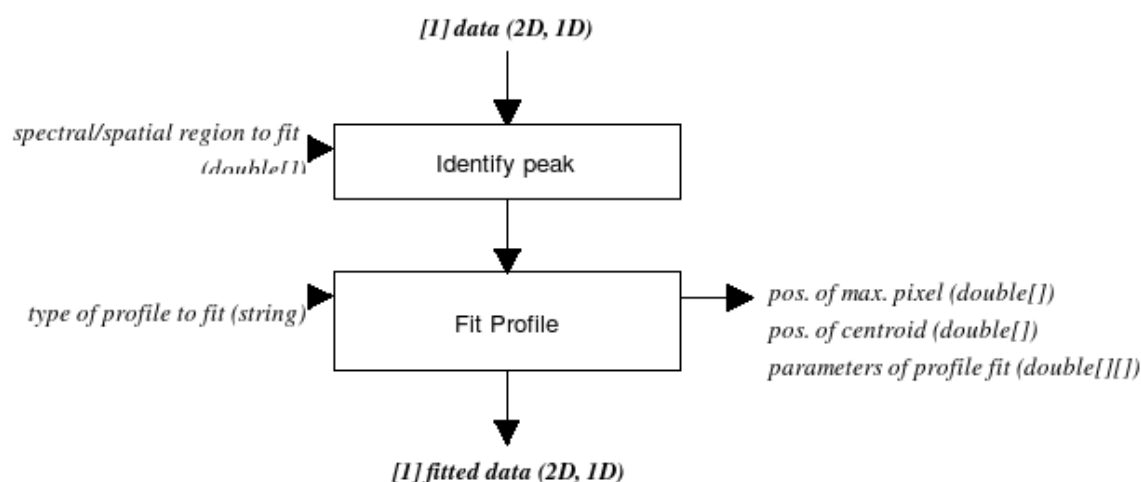 [1] data (2D, 1D)
spectral/spatial region to fit
(double[])
Identify peak
type of profile to fit (string)
Fit Profile
pos. of max. pixel (double[])
pos. of centroid (double[])
parameters of profile fit (double[][])
[1] fitted data (2D, 1D)